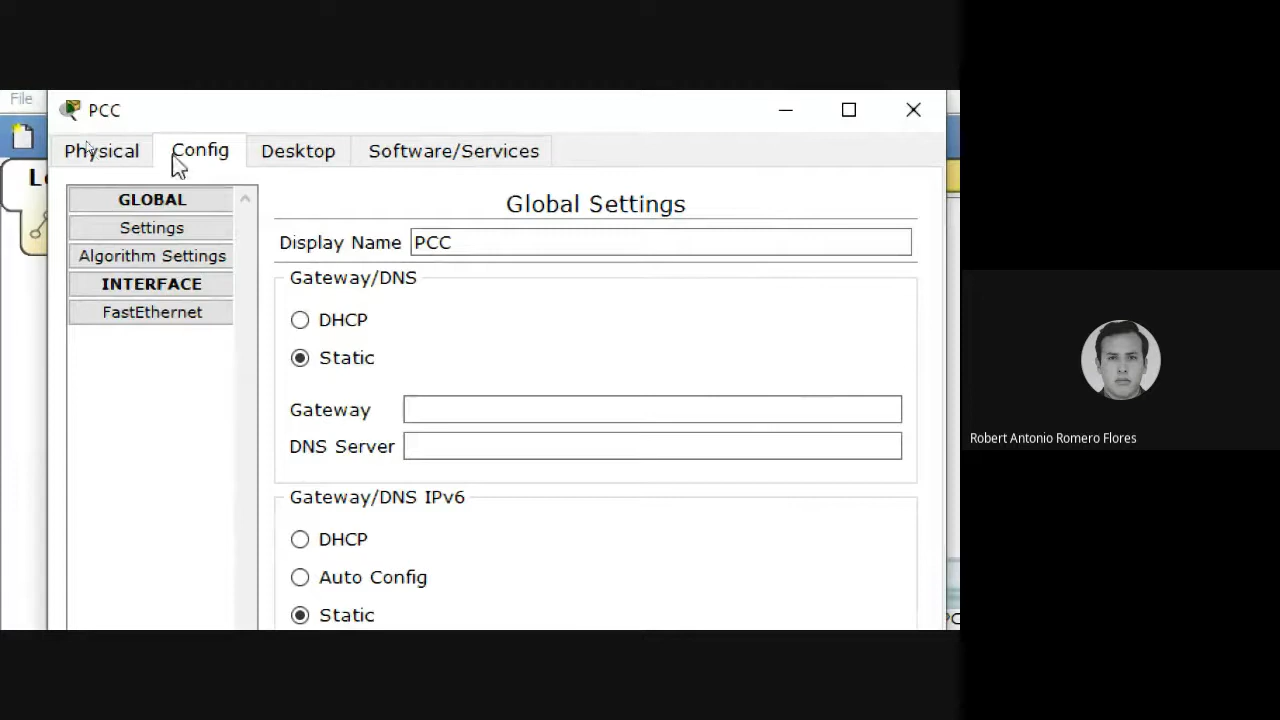 File
PCC
Physical
Config
Desktop
Software/Services
GLOBAL
Settings
Algorithm Settings
INTERFACE
FastEthernet
Global Settings
Display Name PCC
Gateway/DNS
DHCP
Static
Gateway
DNS Server
Gateway/DNS IPv6
DHCP
Auto Config
Static
Robert Antonio Romero Flores